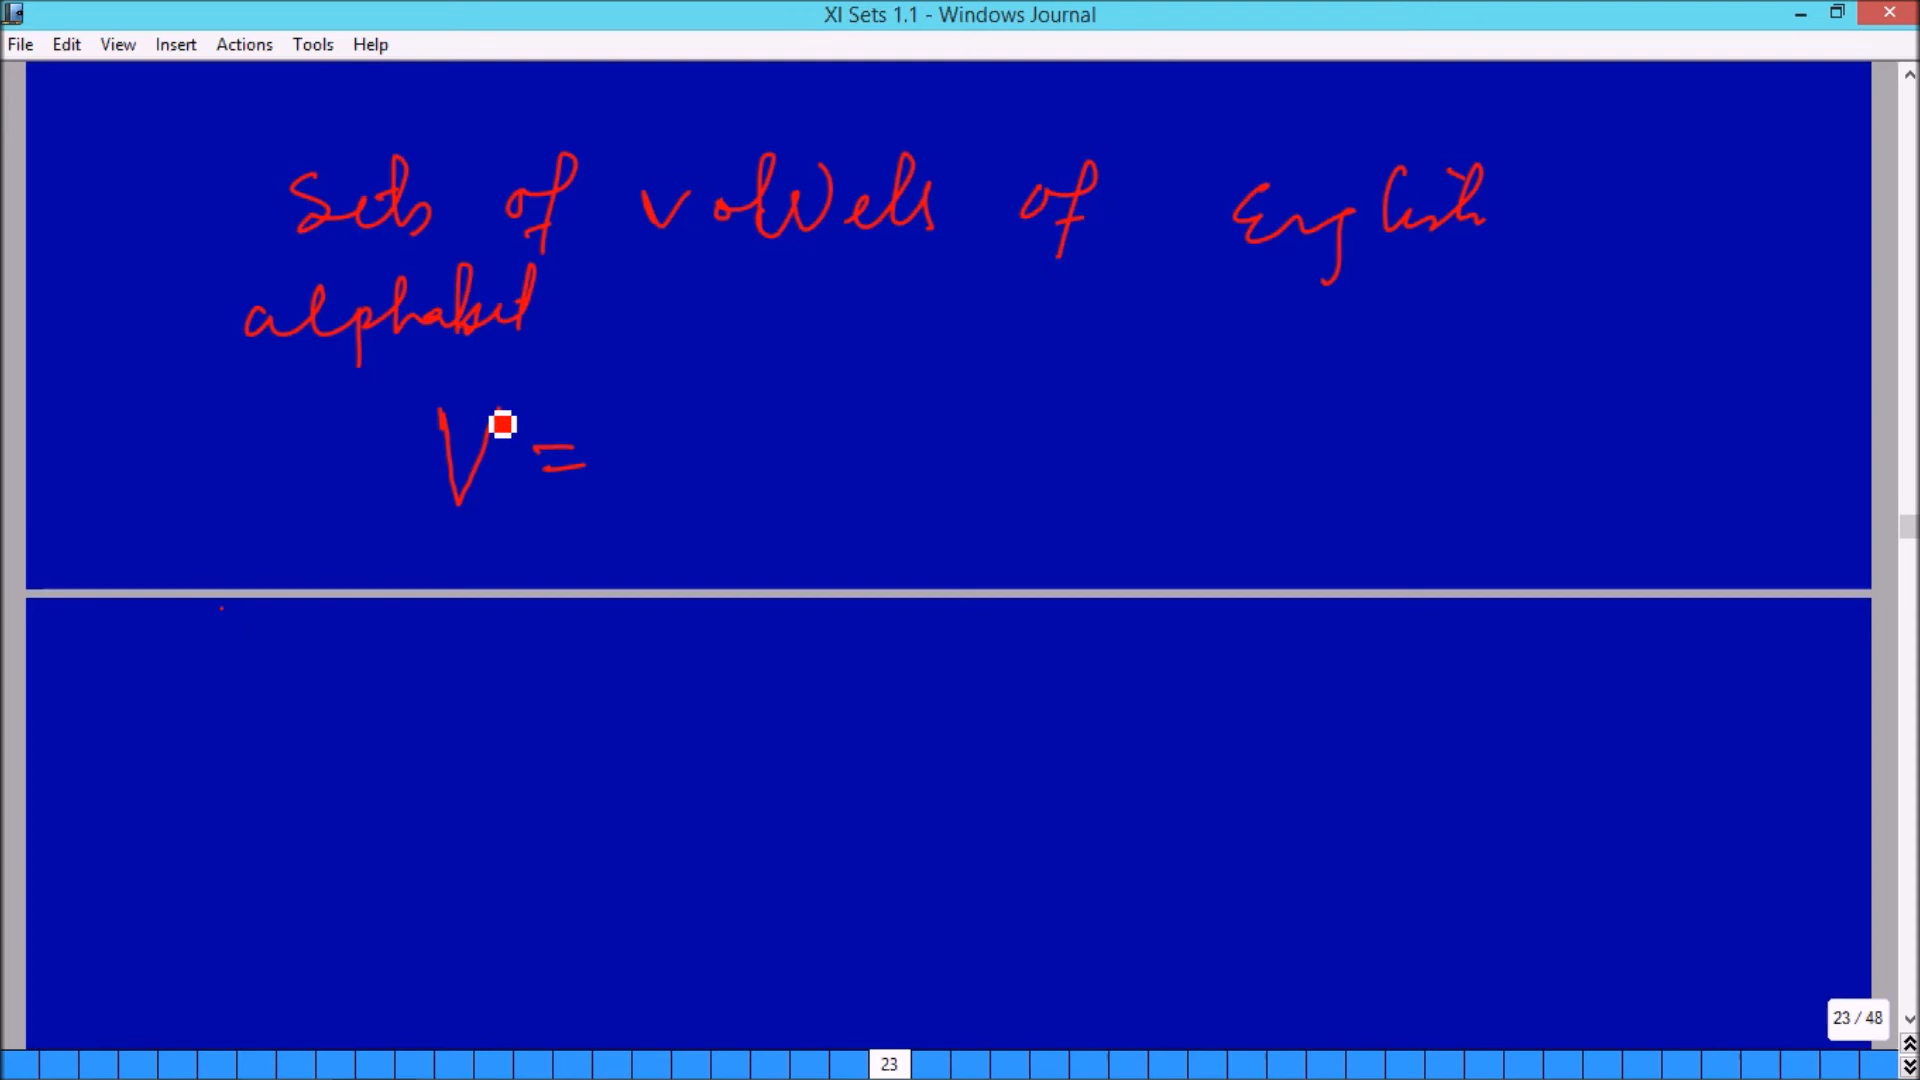 XI Sets 1.1 - Windows Journal
File Edit View Insert Actions Tools Help
Sets of volwels of English
alphabet
V =
23 / 48
23